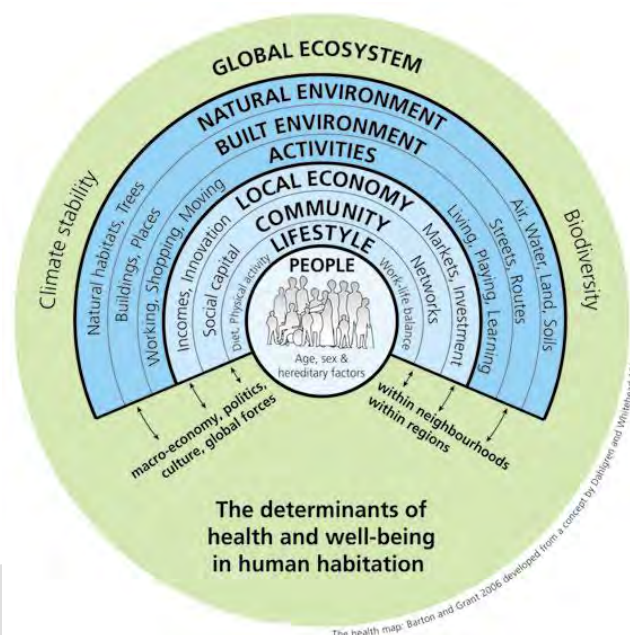 GLOBAL ECOSYSTEM
NATURAL ENVIRONMENT
BUILT ENVIRONMENT
ACTIVITIES
LOCAL ECONOMY
COMMUNITY
LIFESTYLE
PEOPLE
Age, sex &
hereditary factors
Climate stability
Natural habitats, Trees
Buildings, Places
Working, Shopping, Moving
Incomes, Innovation
Social capital
Diet, Physical activity
Work-life balance
Networks
Markets, Investment
Living, Playing, Learning
Streets, Routes
Air, Water, Land, Soils
Biodiversity
macro-economy, politics,
culture, global forces
within neighbourhoods
within regions
The determinants of
health and well-being
in human habitation
The health map: Barton and Grant 2006 developed from a concept by Dahlgren and Whitehead